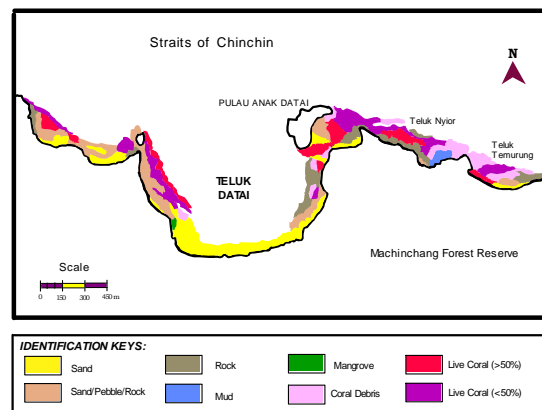 Straits of Chinchin
N
PULAU ANAK DATAI
Teluk Nyior
Teluk
Temurung
TELUK
DATAI
Machinchang Forest Reserve
Scale
0 150 300 450 m
IDENTIFICATION KEYS:
Sand
Rock
Mangrove
Live Coral (>50%)
Sand/Pebble/Rock
Mud
Coral Debris
Live Coral (<50%)